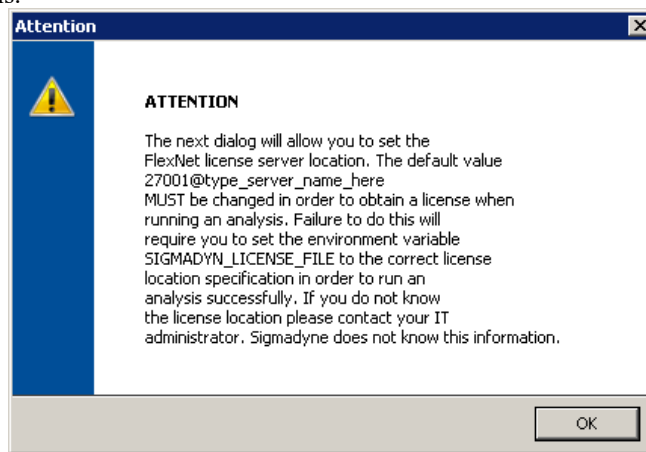 Attention
ATTENTION
The next dialog will allow you to set the
FlexNet license server location. The default value
27001@type_server_name_here
MUST be changed in order to obtain a license when
running an analysis. Failure to do this will
require you to set the environment variable
SIGMADYN_LICENSE_FILE to the correct license
location specification in order to run an
analysis successfully. If you do not know
the license location please contact your IT
administrator. Sigmadyne does not know this information.
OK